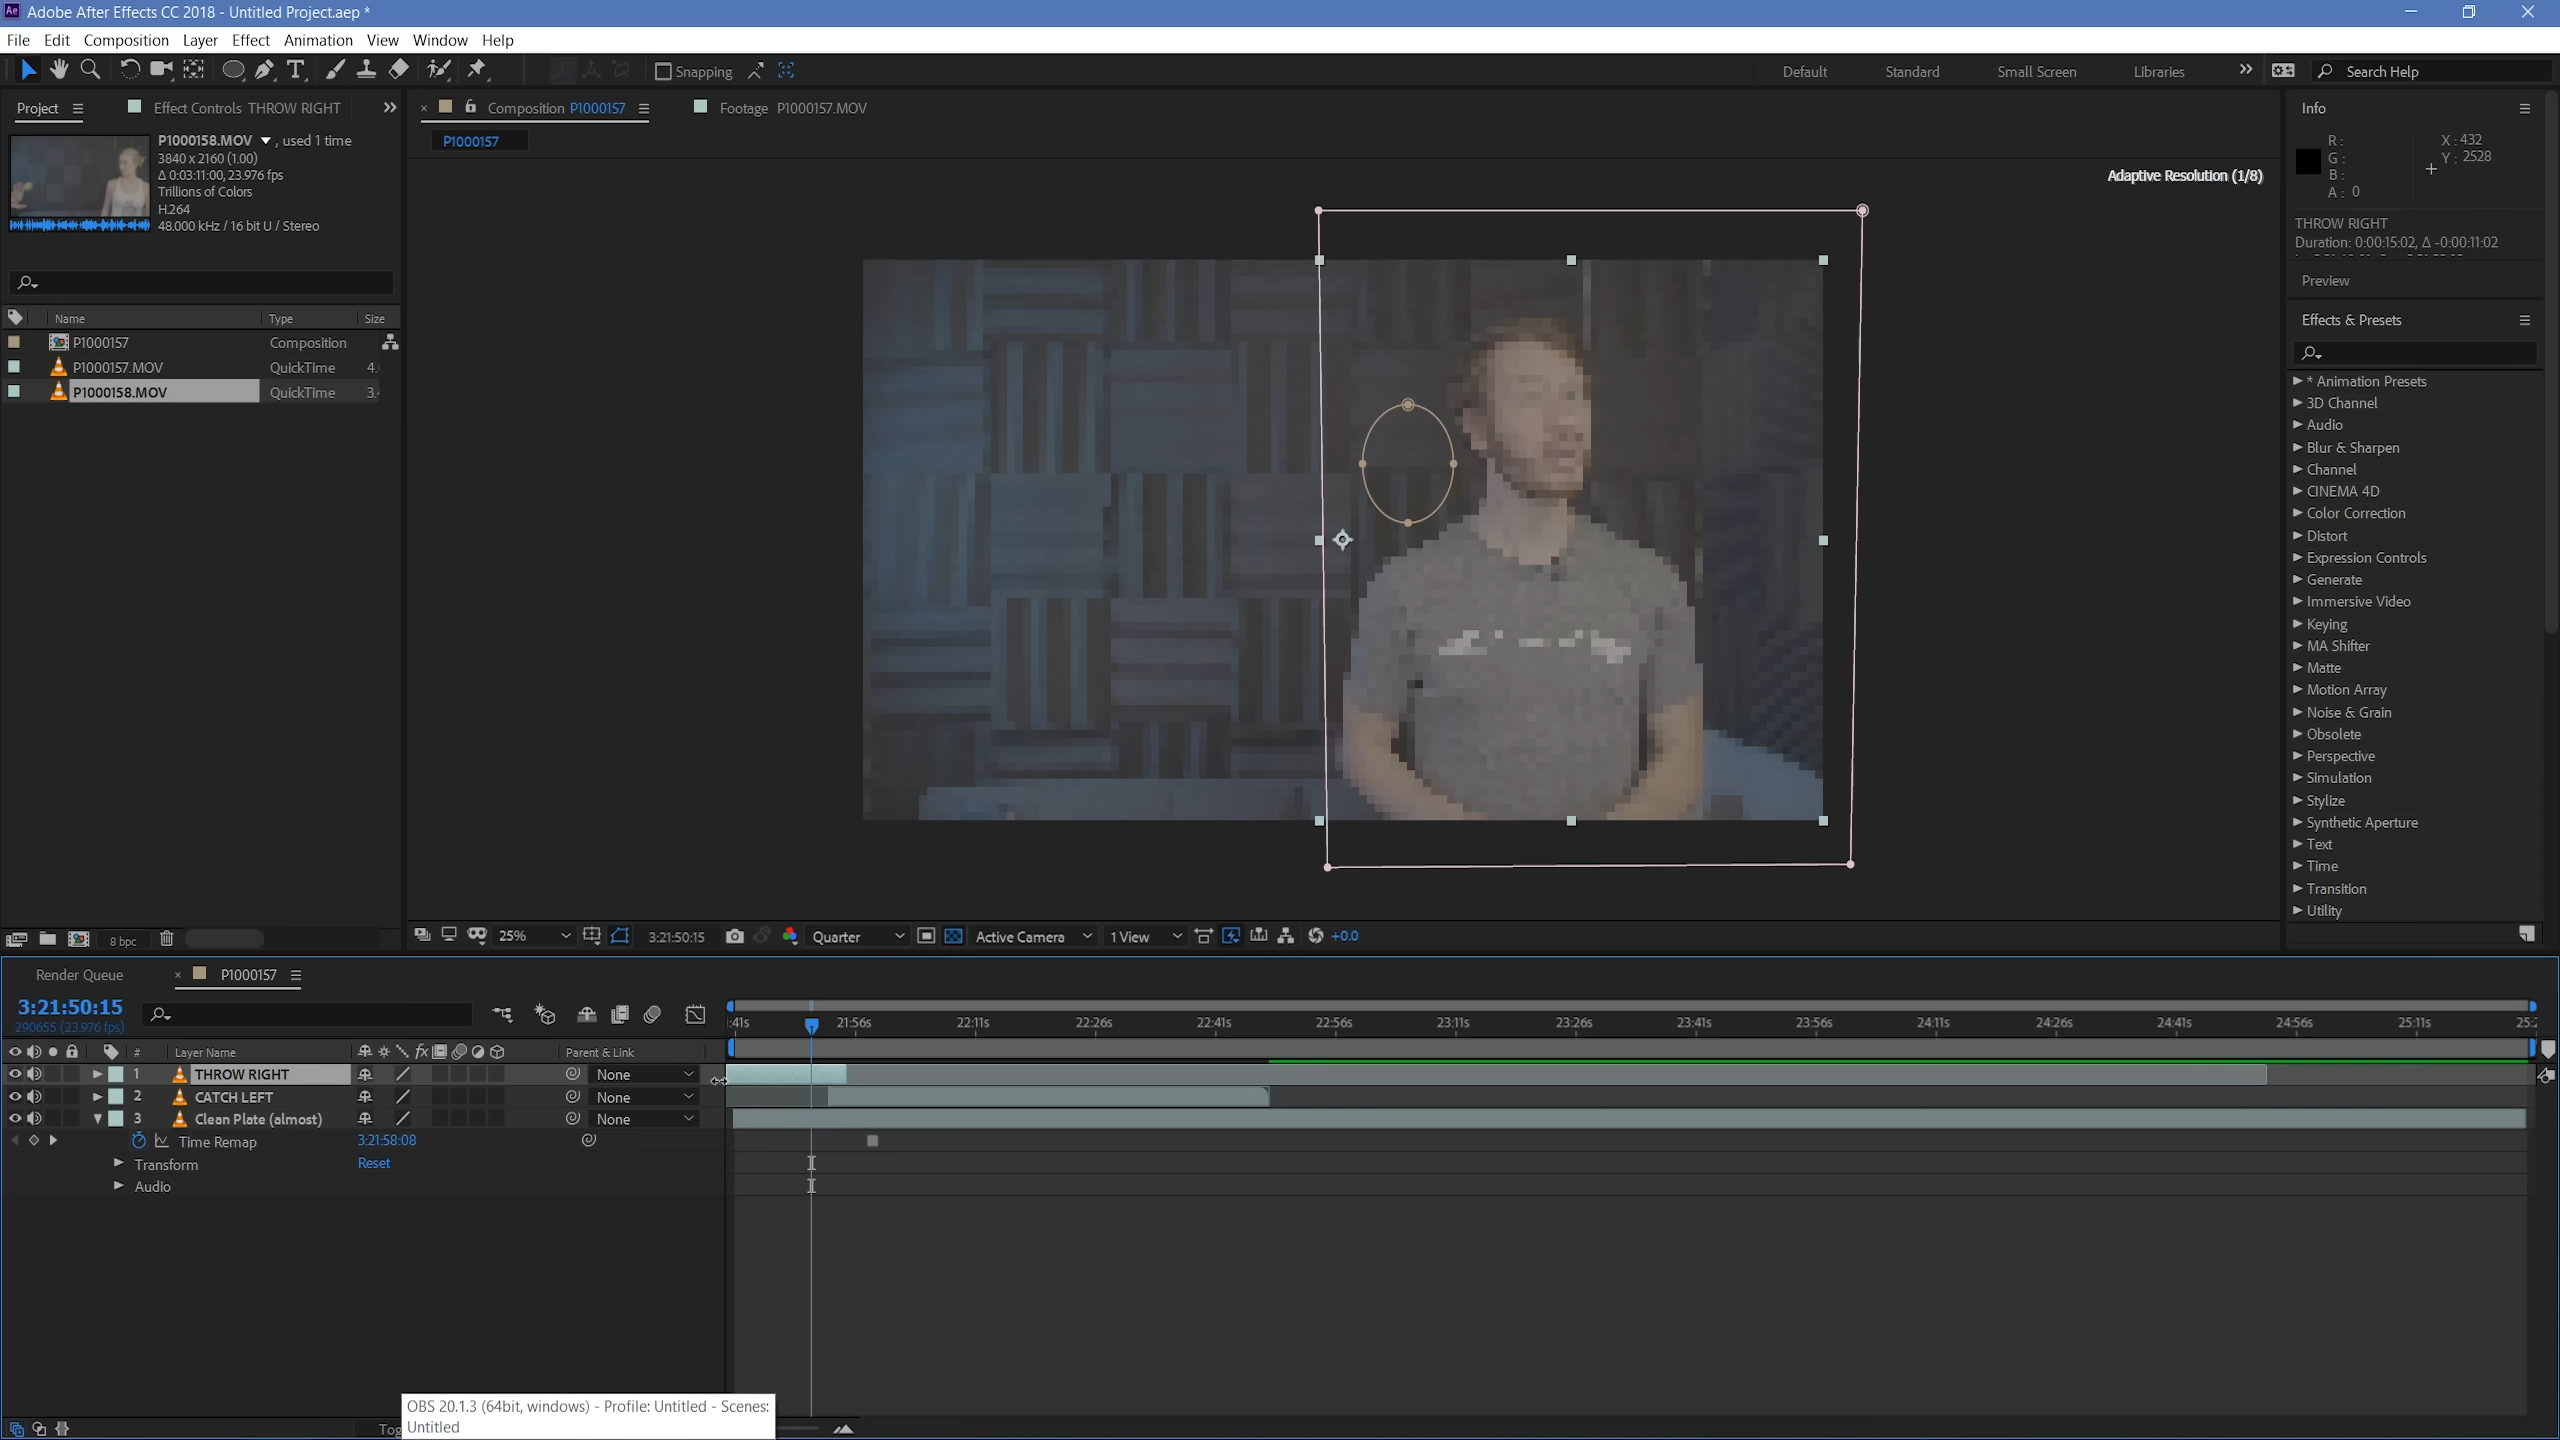 Adobe After Effects CC 2018 - Untitled Project.aep *
File Edit Composition Layer Effect Animation View Window Help
Snapping
Default Standard Small Screen Libraries
Search Help
Project
Effect Controls THROW RIGHT
P1000158.MOV , used 1 time
3840 x 2160 (1.00)
Δ 0:03:11:00, 23.976 fps
Trillions of Colors
H.264
48.000 kHz / 16 bit U / Stereo
Name Type Size
P1000157 Composition
P1000157.MOV QuickTime 4.
P1000158.MOV QuickTime 3.
8 bpc
Composition P1000157
Footage P1000157.MOV
P1000157
Adaptive Resolution (1/8)
25% 3:21:50:15 Quarter Active Camera 1 View +0.0
Info
R :
G :
B :
A : 0
X : 432
Y : 2528
THROW RIGHT
Duration: 0:00:15:02, Δ -0:00:11:02
Preview
Effects & Presets
* Animation Presets
3D Channel
Audio
Blur & Sharpen
Channel
CINEMA 4D
Color Correction
Distort
Expression Controls
Generate
Immersive Video
Keying
MA Shifter
Matte
Motion Array
Noise & Grain
Obsolete
Perspective
Simulation
Stylize
Synthetic Aperture
Text
Time
Transition
Utility
Render Queue
P1000157
3:21:50:15
290655 (23.976 fps)
:41s 21:56s 22:11s 22:26s 22:41s 22:56s 23:11s 23:26s 23:41s 23:56s 24:11s 24:26s 24:41s 24:56s 25:11s 25:2
# Layer Name Parent & Link
1 THROW RIGHT None
2 CATCH LEFT None
3 Clean Plate (almost) None
Time Remap 3:21:58:08
Transform Reset
Audio
Tog
OBS 20.1.3 (64bit, windows) - Profile: Untitled - Scenes:
Untitled